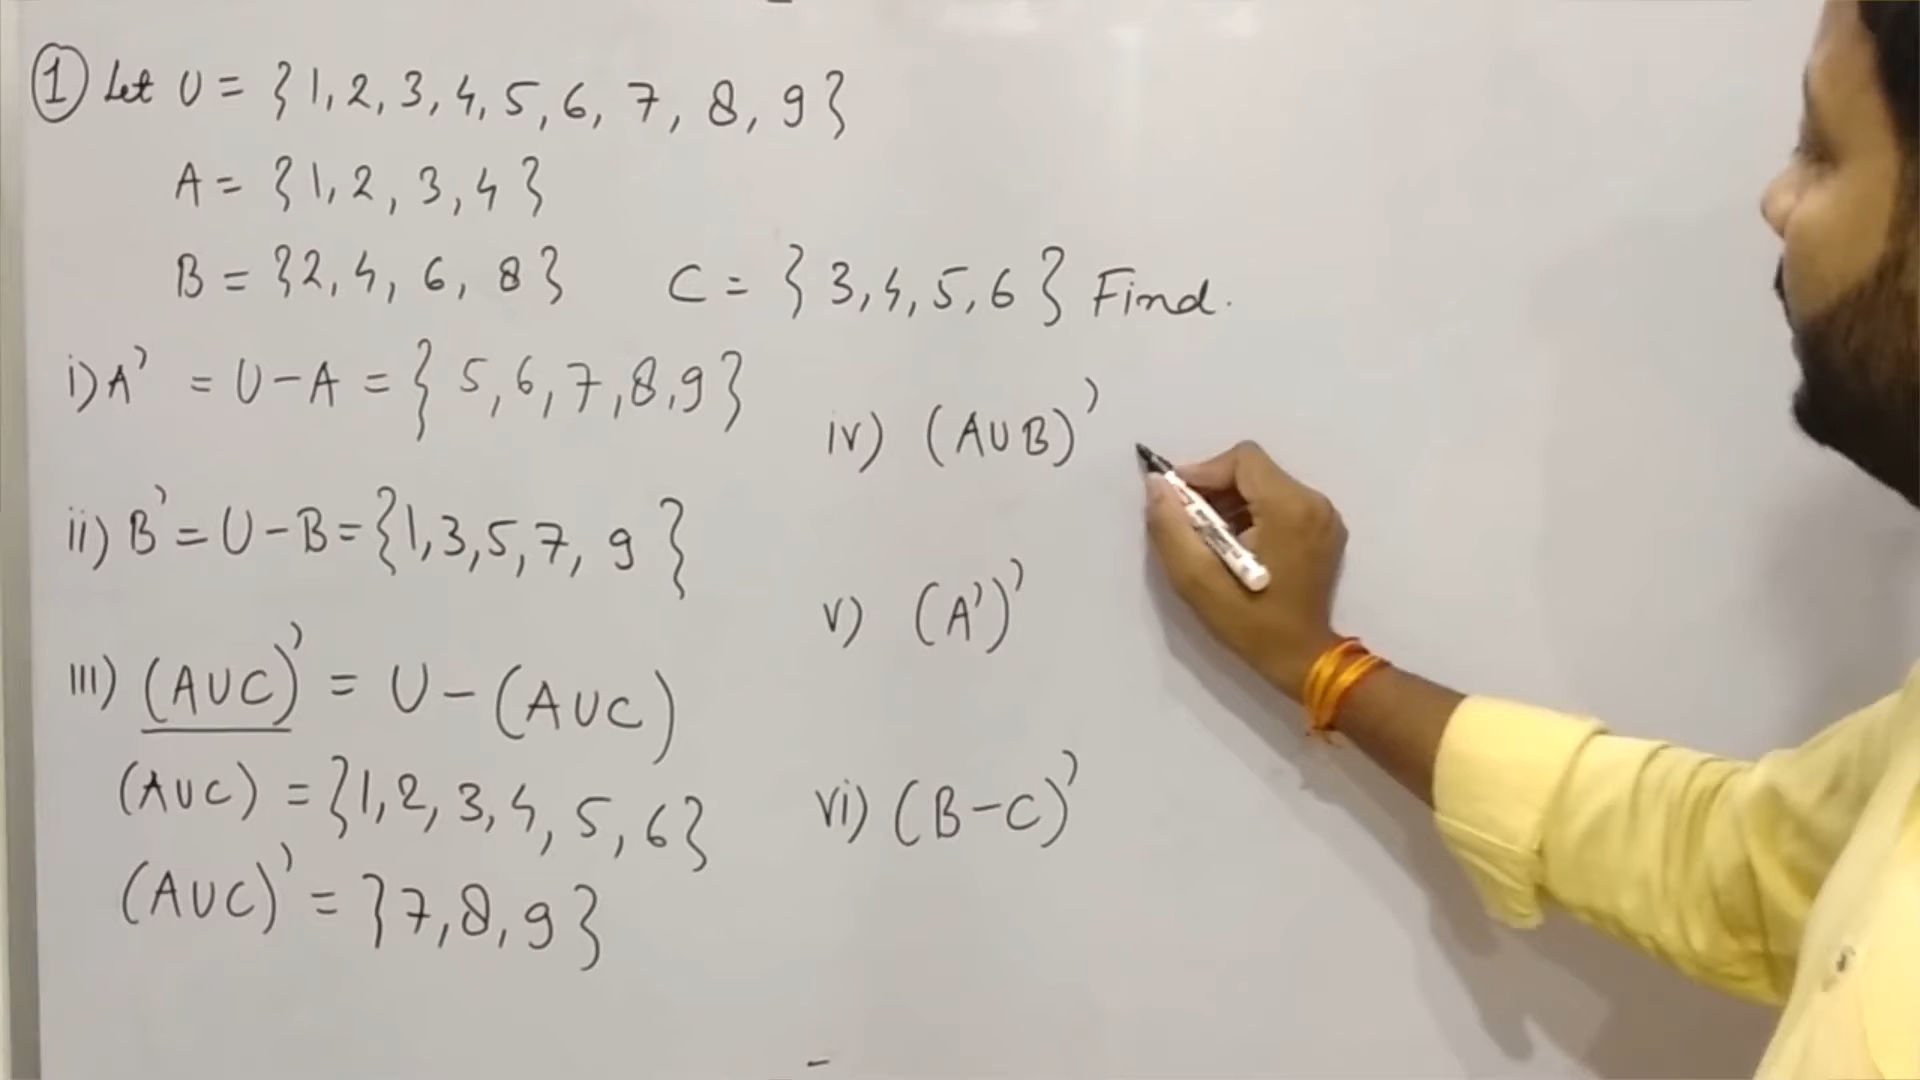 ① Let U = {1, 2, 3, 4, 5, 6, 7, 8, 9}
A = {1, 2, 3, 4}
B = {2, 4, 6, 8} C = {3, 4, 5, 6} Find.
i) A' = U - A = {5, 6, 7, 8, 9}
ii) B' = U - B = {1, 3, 5, 7, 9}
iii) (A∪C)' = U - (A∪C)
(A∪C) = {1, 2, 3, 4, 5, 6}
(A∪C)' = {7, 8, 9}
iv) (A∪B)'
v) (A')'
vi) (B-C)'